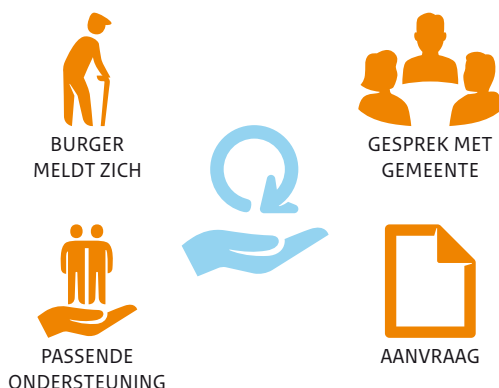 BURGER
MELDT ZICH
GESPREK MET
GEMEENTE
PASSENDE
ONDERSTEUNING
AANVRAAG